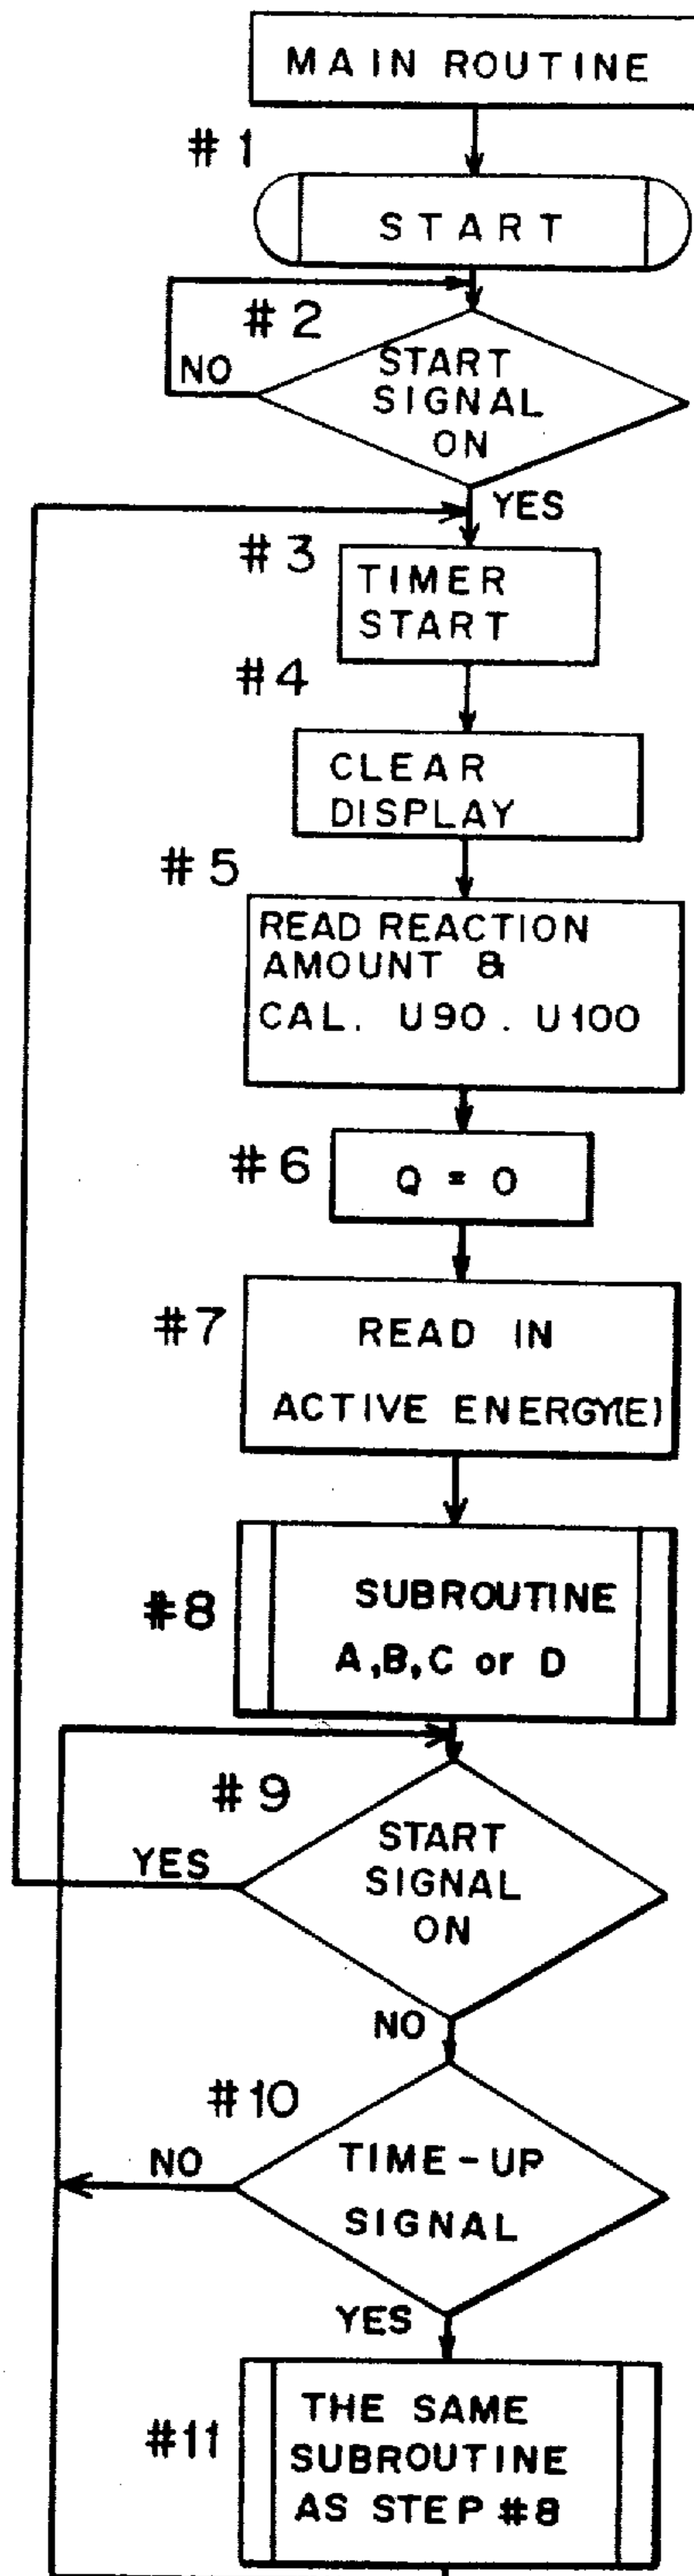 MAIN ROUTINE
#1
START
#2
NO
START
SIGNAL
ON
YES
#3
TIMER
START
#4
CLEAR
DISPLAY
#5
READ REACTION
AMOUNT &
CAL. U90 . U100
#6
Q = 0
#7
READ IN
ACTIVE ENERGY(E)
#8
SUBROUTINE
A,B,C or D
#9
YES
START
SIGNAL
ON
NO
#10
NO
TIME-UP
SIGNAL
YES
#11
THE SAME
SUBROUTINE
AS STEP #8